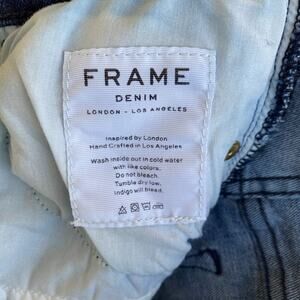 FRAME
DENIM
LONDON - LOS ANGELES
Inspired by London
Hand Crafted in Los Angeles
Wash inside out in cold water
with like colors.
Do not bleach.
Tumble dry low.
Indigo will bleed.